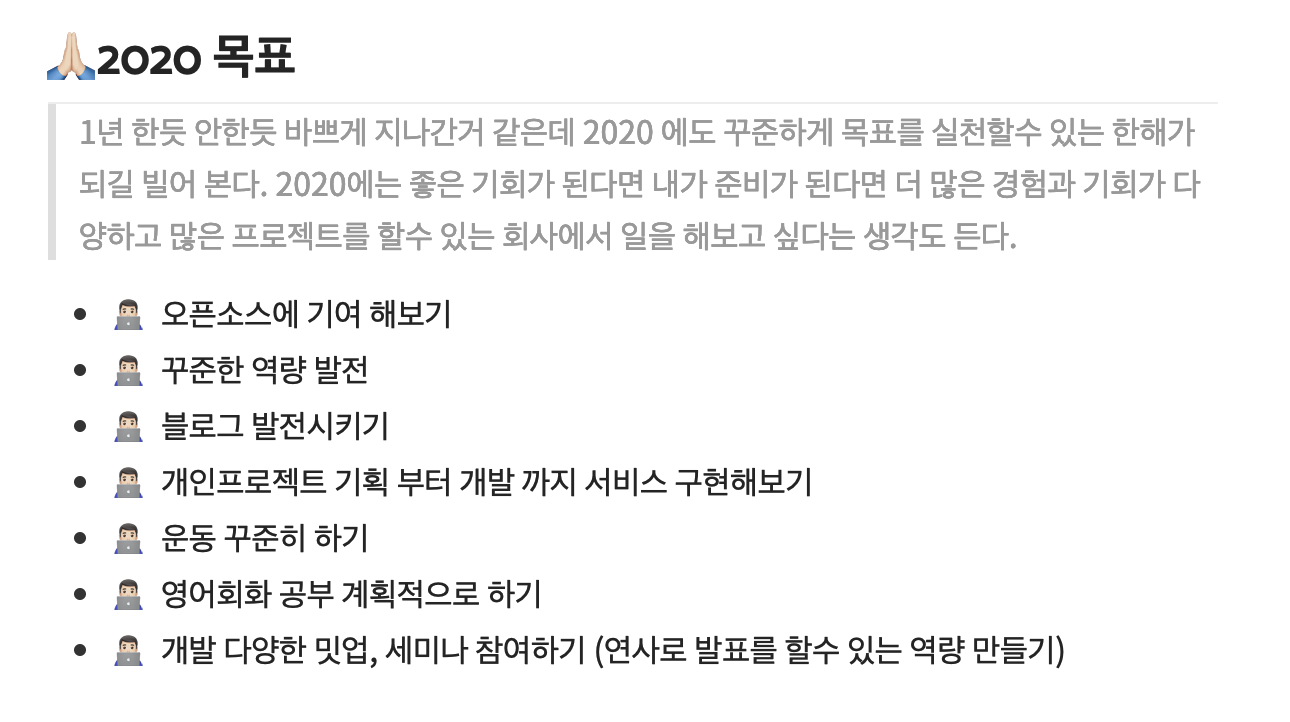 🙏🏻2020 목표
1년 한듯 안한듯 바쁘게 지나간거 같은데 2020 에도 꾸준하게 목표를 실천할수 있는 한해가
되길 빌어 본다. 2020에는 좋은 기회가 된다면 내가 준비가 된다면 더 많은 경험과 기회가 다
양하고 많은 프로젝트를 할수 있는 회사에서 일을 해보고 싶다는 생각도 든다.
• 👨🏻‍💻 오픈소스에 기여 해보기
• 👨🏻‍💻 꾸준한 역량 발전
• 👨🏻‍💻 블로그 발전시키기
• 👨🏻‍💻 개인프로젝트 기획 부터 개발 까지 서비스 구현해보기
• 👨🏻‍💻 운동 꾸준히 하기
• 👨🏻‍💻 영어회화 공부 계획적으로 하기
• 👨🏻‍💻 개발 다양한 밋업, 세미나 참여하기 (연사로 발표를 할수 있는 역량 만들기)